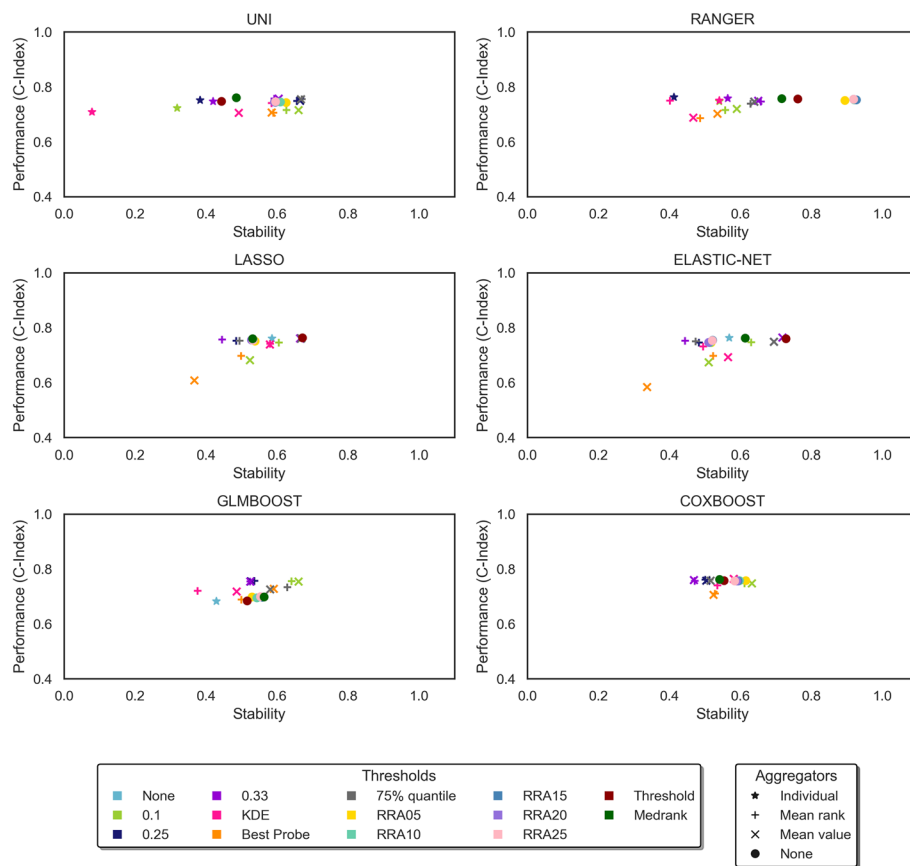 UNI
RANGER
Performance (C-Index)
1.0
0.8
0.6
0.4
0.0 0.2 0.4 0.6 0.8 1.0
Stability
Performance (C-Index)
1.0
0.8
0.6
0.4
0.0 0.2 0.4 0.6 0.8 1.0
Stability
LASSO
ELASTIC-NET
Performance (C-Index)
1.0
0.8
0.6
0.4
0.0 0.2 0.4 0.6 0.8 1.0
Stability
Performance (C-Index)
1.0
0.8
0.6
0.4
0.0 0.2 0.4 0.6 0.8 1.0
Stability
GLMBOOST
COXBOOST
Performance (C-Index)
1.0
0.8
0.6
0.4
0.0 0.2 0.4 0.6 0.8 1.0
Stability
Performance (C-Index)
1.0
0.8
0.6
0.4
0.0 0.2 0.4 0.6 0.8 1.0
Stability
Thresholds
None
0.1
0.25
0.33
KDE
Best Probe
75% quantile
RRA05
RRA10
RRA15
RRA20
RRA25
Threshold
Medrank
Aggregators
Individual
Mean rank
Mean value
None